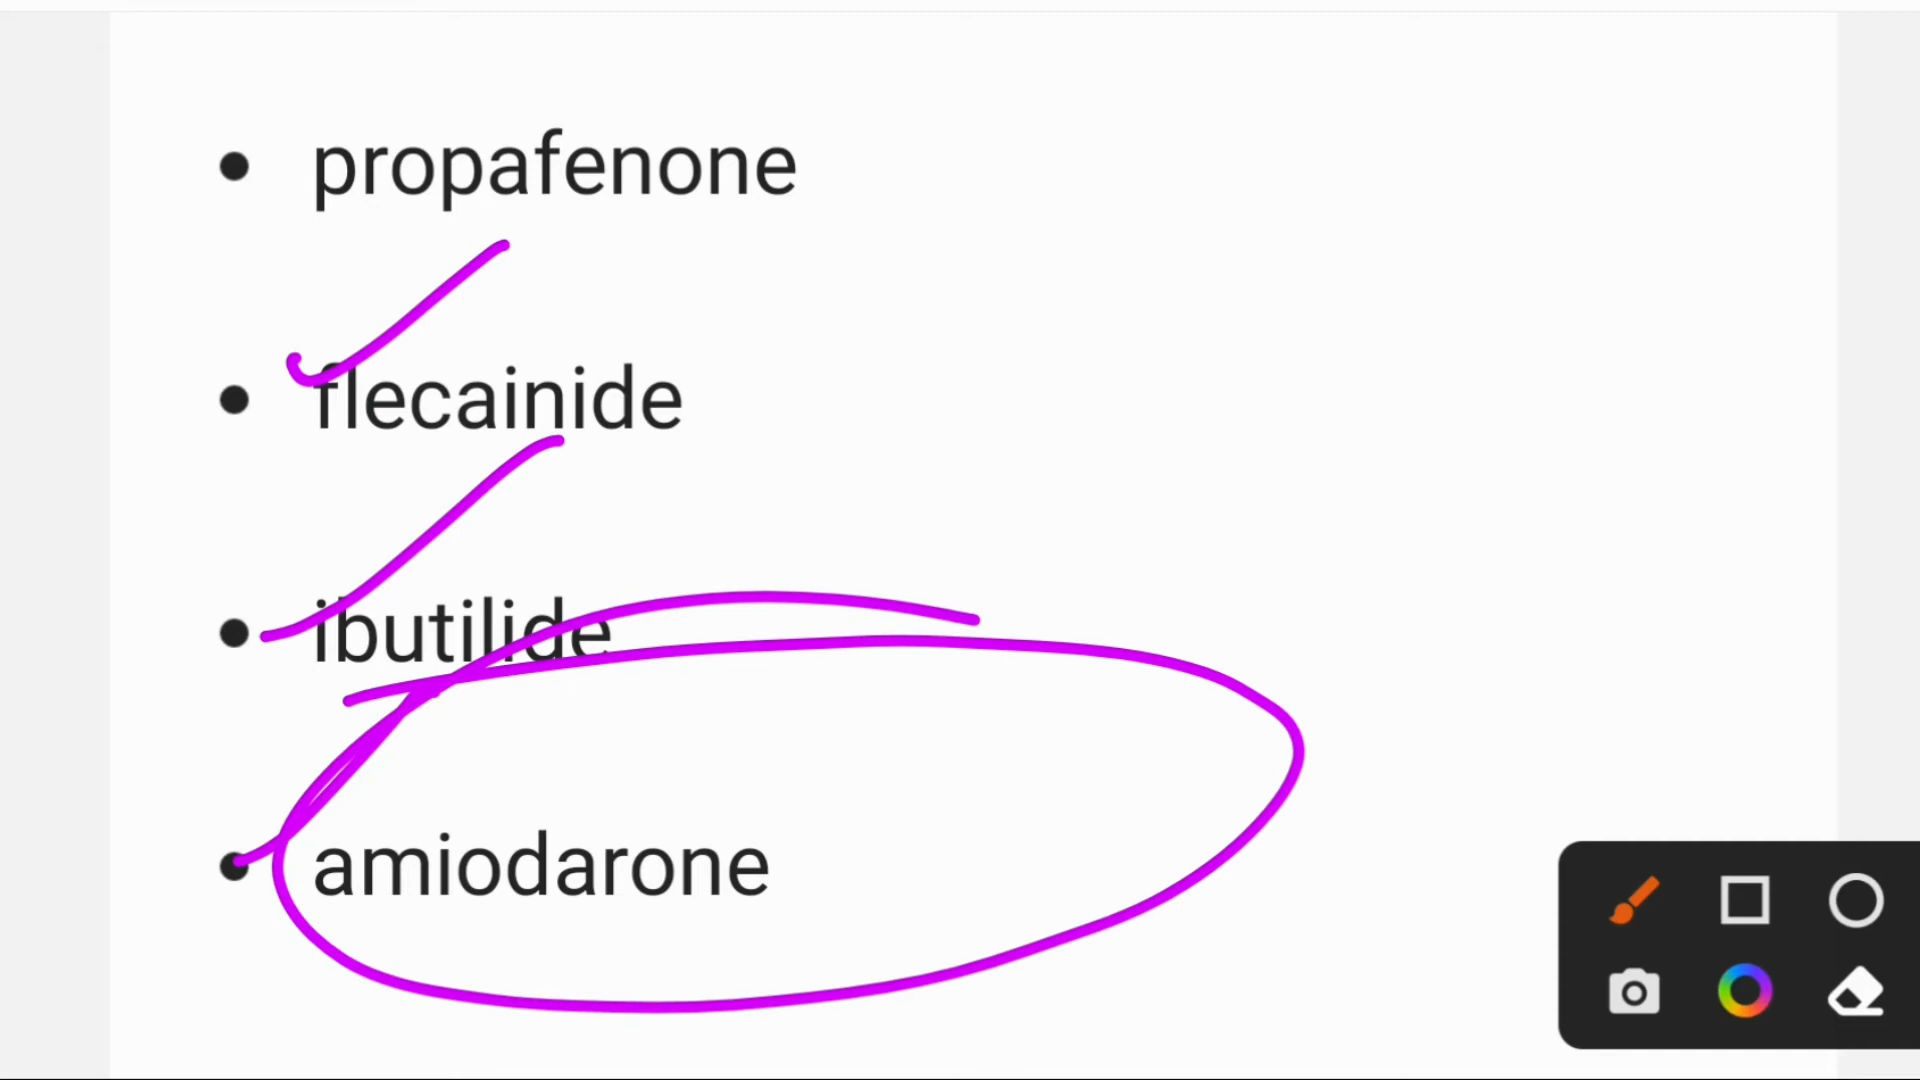 • propafenone
• flecainide
• ibutilide
• amiodarone